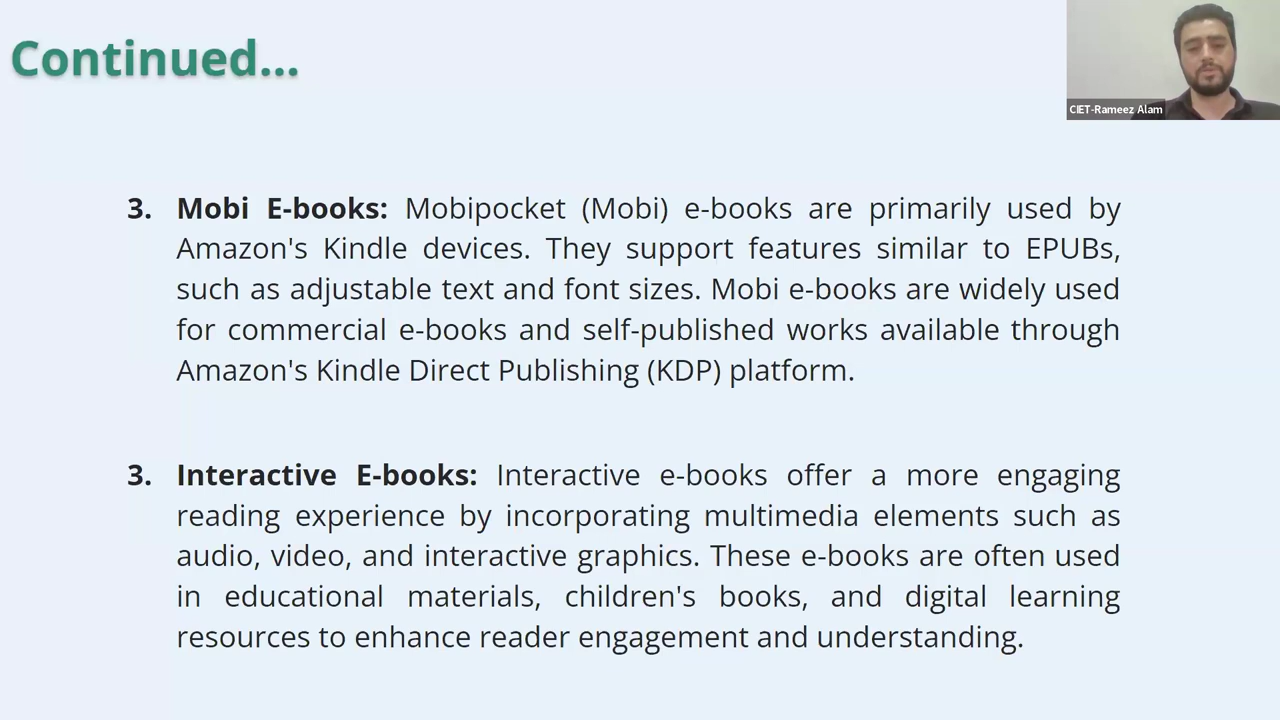 Continued...
CIET-Rameez Alam
3. Mobi E-books: Mobipocket (Mobi) e-books are primarily used by
Amazon's Kindle devices. They support features similar to EPUBs,
such as adjustable text and font sizes. Mobi e-books are widely used
for commercial e-books and self-published works available through
Amazon's Kindle Direct Publishing (KDP) platform.
3. Interactive E-books: Interactive e-books offer a more engaging
reading experience by incorporating multimedia elements such as
audio, video, and interactive graphics. These e-books are often used
in educational materials, children's books, and digital learning
resources to enhance reader engagement and understanding.